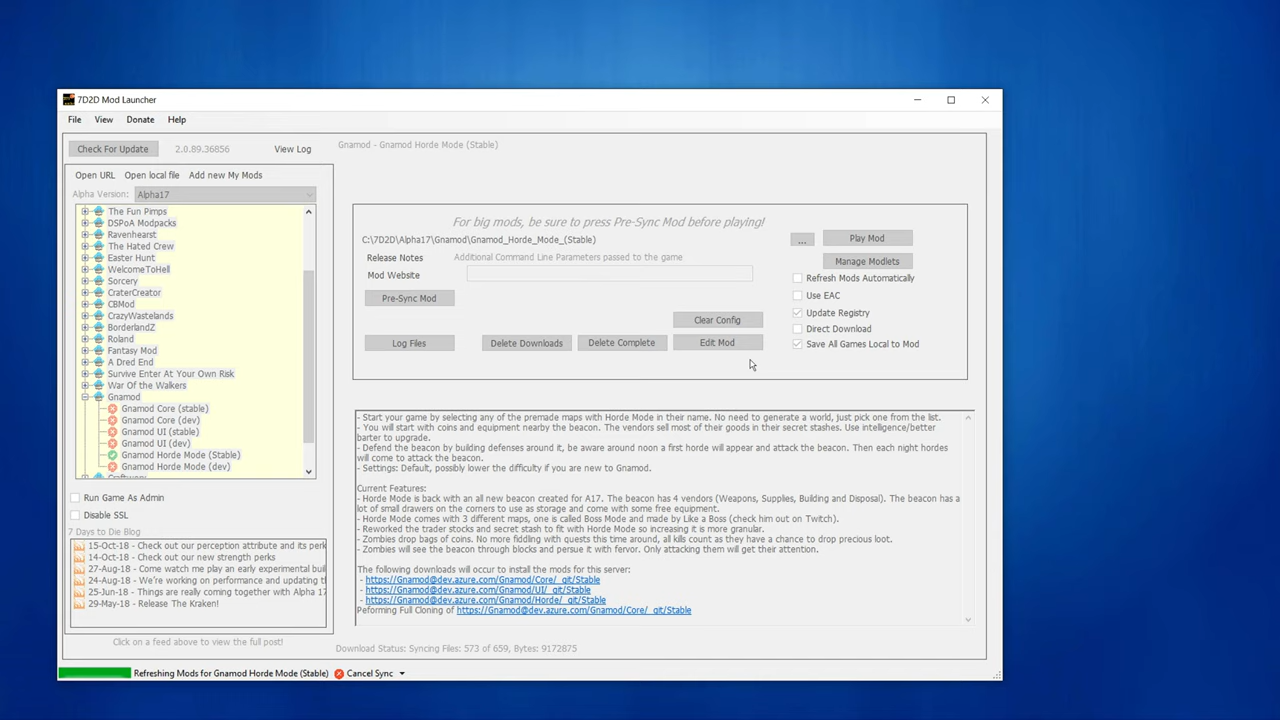 7D2D Mod Launcher
File View Donate Help
Check For Update 2.0.89.36856 View Log
Gnamod - Gnamod Horde Mode (Stable)
Open URL Open local file Add new My Mods
Alpha Version: Alpha17
The Fun Pimps
DSPoA Modpacks
Ravenhearst
The Hated Crew
Easter Hunt
WelcomeToHell
Sorcery
CraterCreator
CBMod
CrazyWastelands
BorderlandZ
Roland
Fantasy Mod
A Dred End
Survive Enter At Your Own Risk
War Of the Walkers
Gnamod
Gnamod Core (stable)
Gnamod Core (dev)
Gnamod UI (stable)
Gnamod UI (dev)
Gnamod Horde Mode (Stable)
Gnamod Horde Mode (dev)
Run Game As Admin
Disable SSL
7 Days to Die Blog
15-Oct-18 - Check out our perception attribute and its perk
14-Oct-18 - Check out our new strength perks
27-Aug-18 - Come watch me play an early experimental buil
24-Aug-18 - We're working on performance and updating t
25-Jun-18 - Things are really coming together with Alpha 17
29-May-18 - Release The Kraken!
Click on a feed above to view the full post!
For big mods, be sure to press Pre-Sync Mod before playing!
C:\7D2D\Alpha17\Gnamod\Gnamod_Horde_Mode_(Stable)
... Play Mod
Release Notes Additional Command Line Parameters passed to the game
Manage Modlets
Mod Website
Refresh Mods Automatically
Pre-Sync Mod
Use EAC
Clear Config
Update Registry
Direct Download
Log Files Delete Downloads Delete Complete Edit Mod
Save All Games Local to Mod
- Start your game by selecting any of the premade maps with Horde Mode in their name. No need to generate a world, just pick one from the list.
- You will start with coins and equipment nearby the beacon. The vendors sell most of their goods in their secret stashes. Use intelligence/better
barter to upgrade.
- Defend the beacon by building defenses around it, be aware around noon a first horde will appear and attack the beacon. Then each night hordes
will come to attack the beacon.
- Settings: Default, possibly lower the difficulty if you are new to Gnamod.
Current Features:
- Horde Mode is back with an all new beacon created for A17. The beacon has 4 vendors (Weapons, Supplies, Building and Disposal). The beacon has a
lot of small drawers on the corners to use as storage and come with some free equipment.
- Horde Mode comes with 3 different maps, one is called Boss Mode and made by Like a Boss (check him out on Twitch).
- Reworked the trader stocks and secret stash to fit with Horde Mode so increasing it is more granular.
- Zombies drop bags of coins. No more fiddling with quests this time around, all kills count as they have a chance to drop precious loot.
- Zombies will see the beacon through blocks and persue it with fervor. Only attacking them will get their attention.
The following downloads will occur to install the mods for this server:
- https://Gnamod@dev.azure.com/Gnamod/Core/_git/Stable
- https://Gnamod@dev.azure.com/Gnamod/UI/_git/Stable
- https://Gnamod@dev.azure.com/Gnamod/Horde/_git/Stable
Peforming Full Cloning of https://Gnamod@dev.azure.com/Gnamod/Core/_git/Stable
Download Status: Syncing Files: 573 of 659, Bytes: 9172875
Refreshing Mods for Gnamod Horde Mode (Stable) Cancel Sync